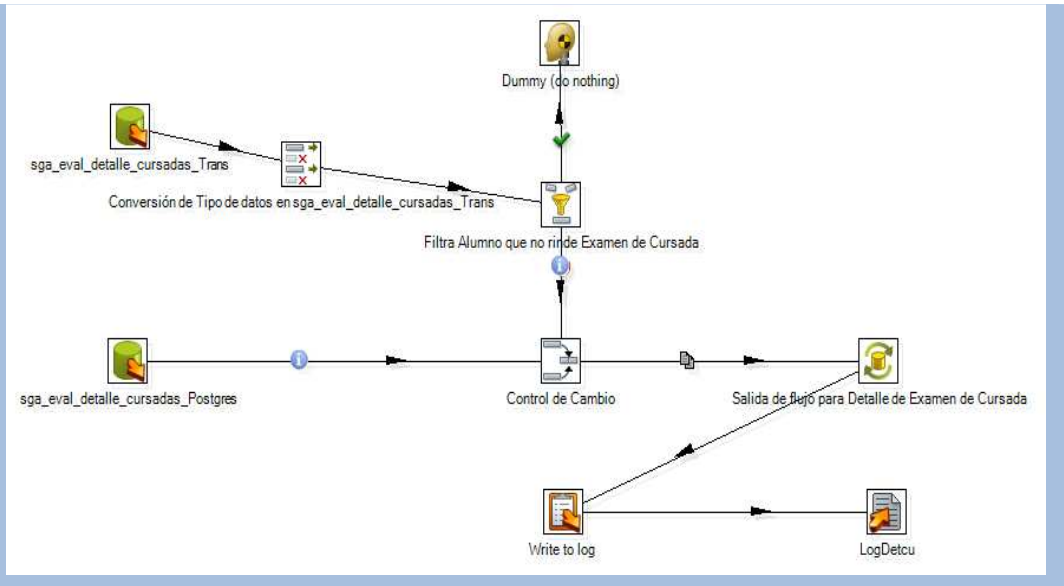 Dummy (do nothing)
sga_eval_detalle_cursadas_Trans
Conversión de Tipo de datos en sga_eval_detalle_cursadas_Trans
Filtra Alumno que no rinde Examen de Cursada
sga_eval_detalle_cursadas_Postgres
Control de Cambio
Salida de flujo para Detalle de Examen de Cursada
Write to log
LogDetcu